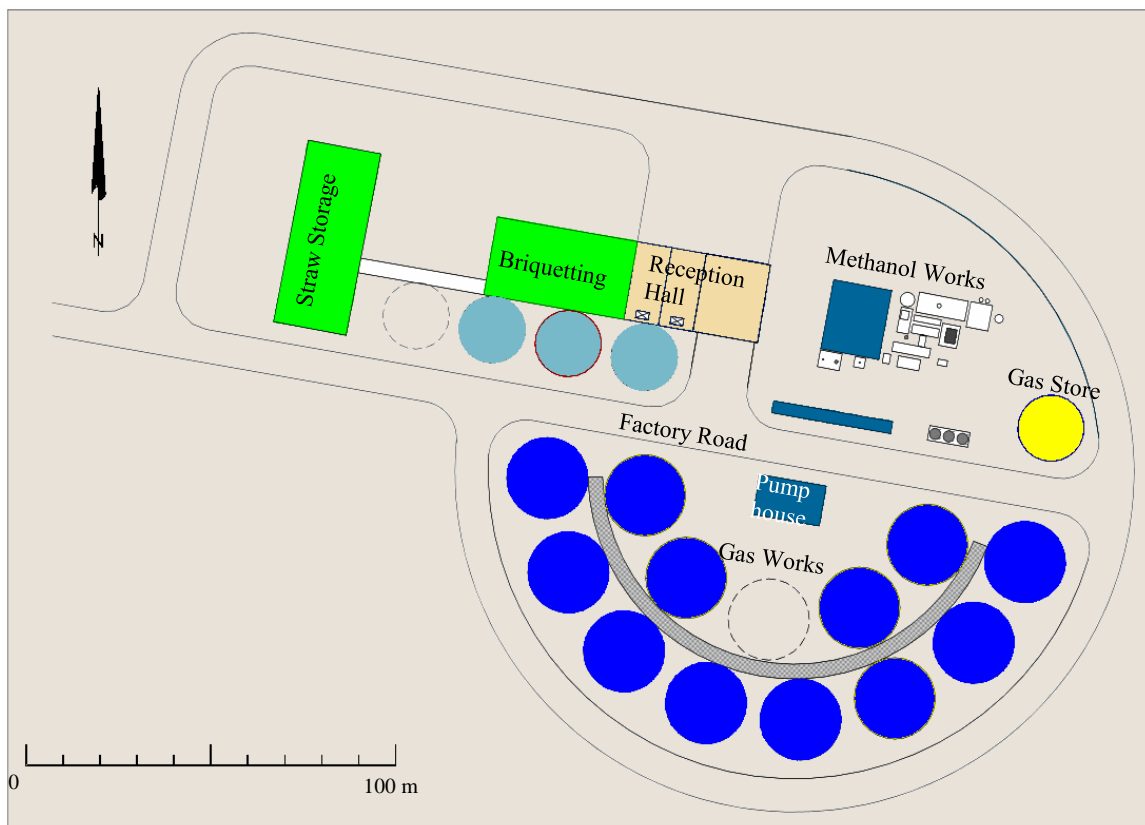 N
Straw Storage
Briquetting
Reception
Hall
Methanol Works
Gas Store
Factory Road
Pump
house
Gas Works
0
100 m